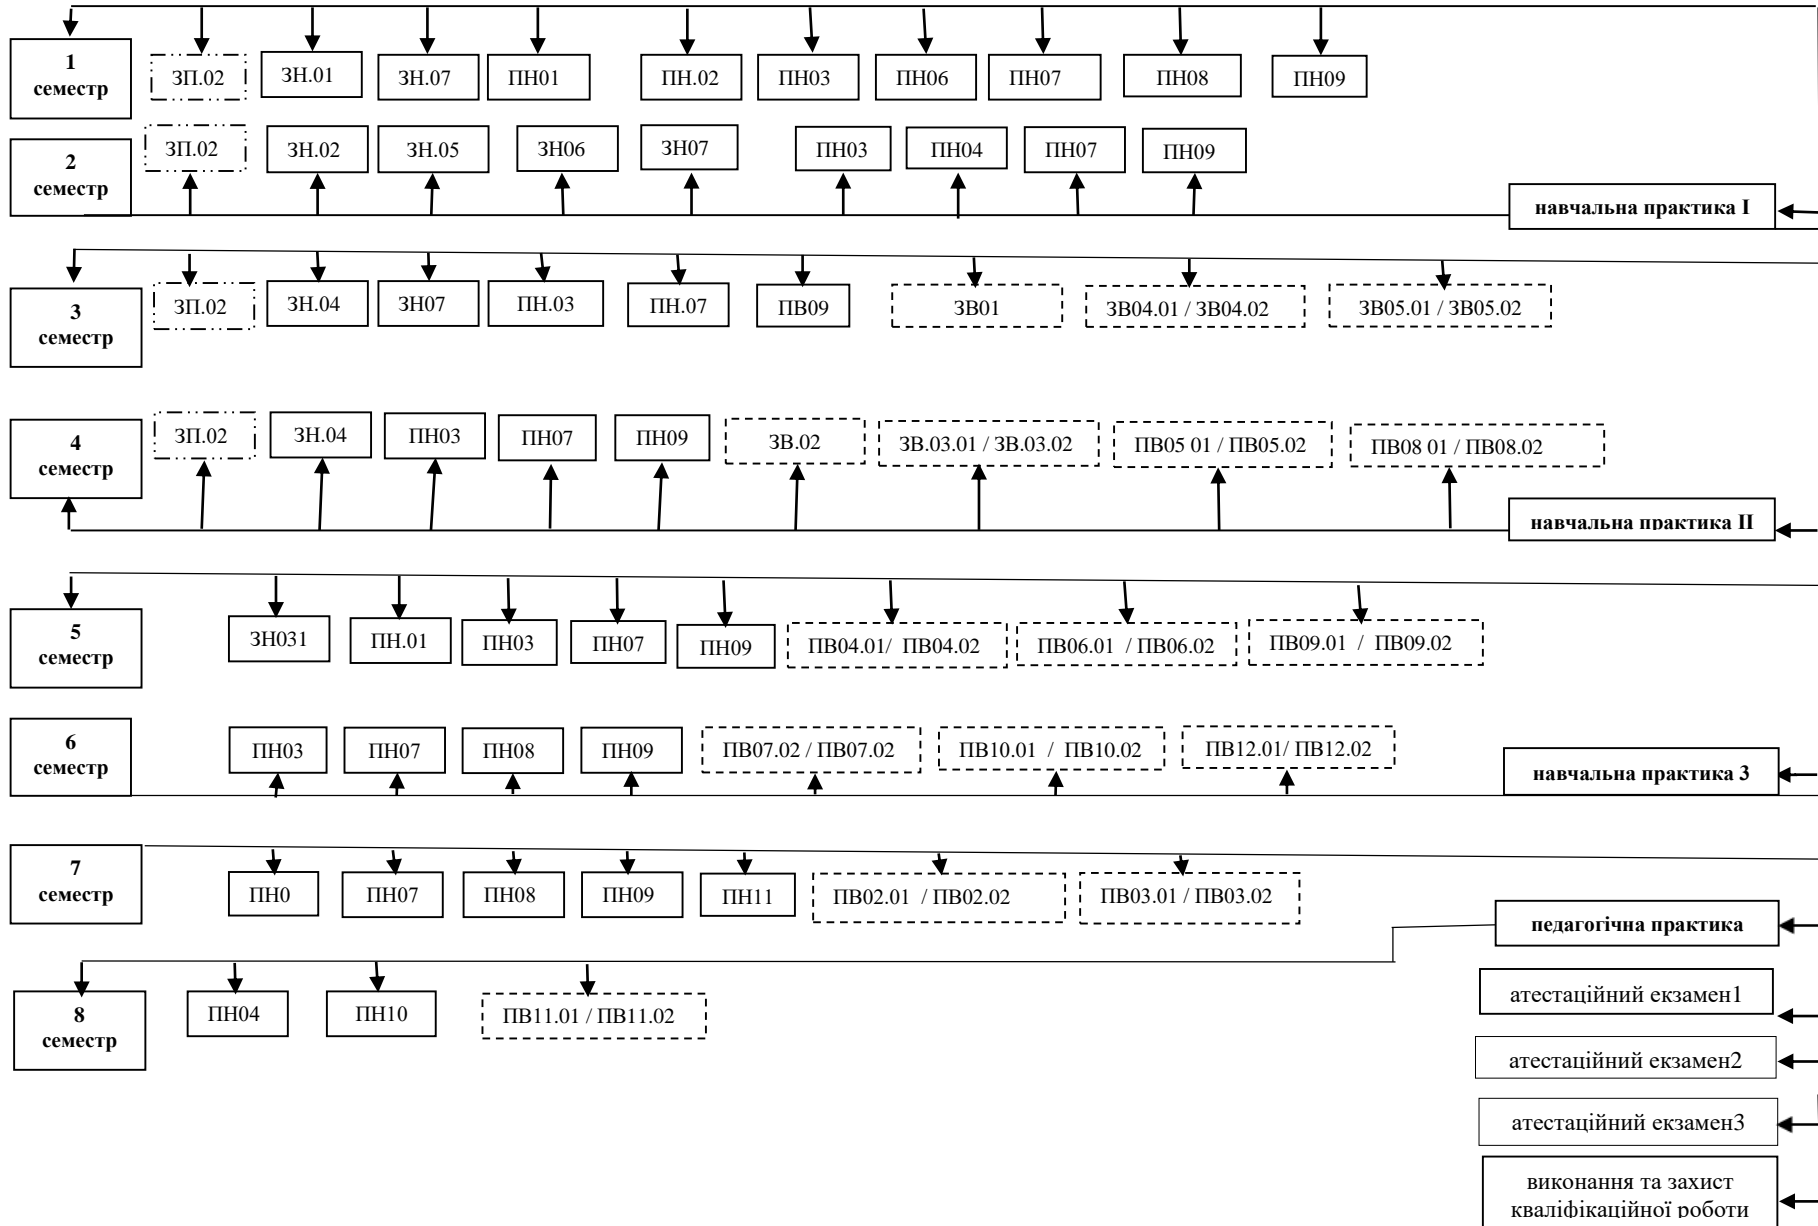 1
семестр
ЗП.02
ЗН.01
ЗН.07
ПН01
ПН.02
ПН03
ПН06
ПН07
ПН08
ПН09
2
семестр
ЗП.02
ЗН.02
ЗН.05
ЗН06
ЗН07
ПН03
ПН04
ПН07
ПН09
навчальна практика І
3
семестр
ЗП.02
ЗН.04
ЗН07
ПН.03
ПН.07
ПВ09
ЗВ01
ЗВ04.01 / ЗВ04.02
ЗВ05.01 / ЗВ05.02
4
семестр
ЗП.02
ЗН.04
ПН03
ПН07
ПН09
ЗВ.02
ЗВ.03.01 / ЗВ.03.02
ПВ05 01 / ПВ05.02
ПВ08 01 / ПВ08.02
навчальна практика ІІ
5
семестр
ЗН031
ПН.01
ПН03
ПН07
ПН09
ПВ04.01/ ПВ04.02
ПВ06.01 / ПВ06.02
ПВ09.01 / ПВ09.02
6
семестр
ПН03
ПН07
ПН08
ПН09
ПВ07.02 / ПВ07.02
ПВ10.01 / ПВ10.02
ПВ12.01/ ПВ12.02
навчальна практика 3
7
семестр
ПН0
ПН07
ПН08
ПН09
ПН11
ПВ02.01 / ПВ02.02
ПВ03.01 / ПВ03.02
педагогічна практика
8
семестр
ПН04
ПН10
ПВ11.01 / ПВ11.02
атестаційний екзамен1
атестаційний екзамен2
атестаційний екзамен3
виконання та захист
кваліфікаційної роботи